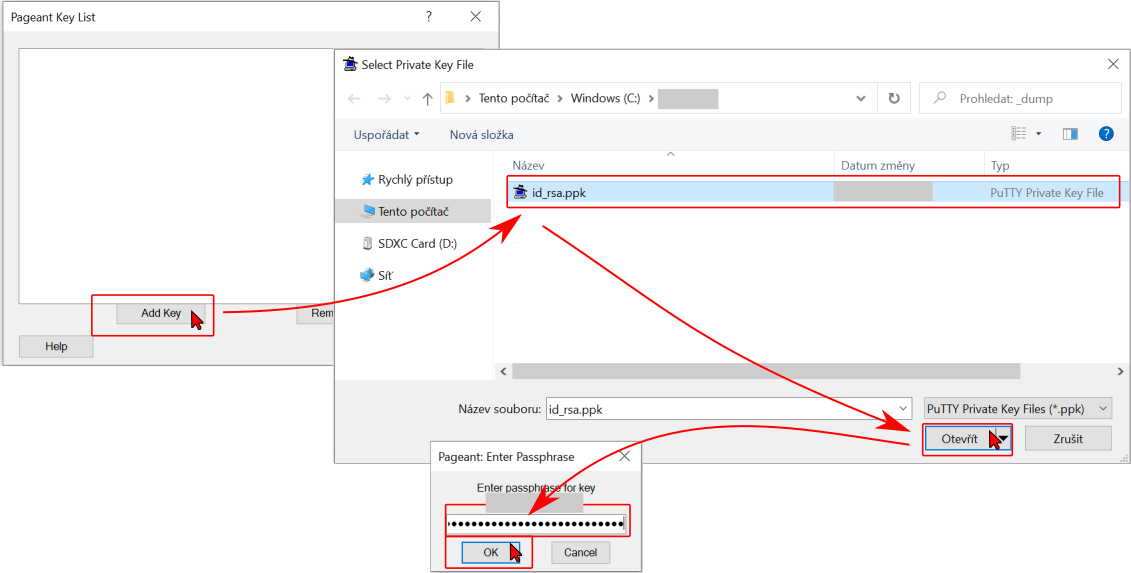 Pageant Key List
?
Add Key
Rem
Help
Select Private Key File
Tento počítač > Windows (C:) >
Prohledat: _dump
Uspořádat
Nová složka
?
Název Datum změny Typ
Rychlý přístup
Tento počítač
SDXC Card (D:)
Síť
id_rsa.ppk PuTTY Private Key File
Název souboru: id_rsa.ppk PuTTY Private Key Files (*.ppk)
Otevřít Zrušit
Pageant: Enter Passphrase
Enter passphrase for key
OK Cancel